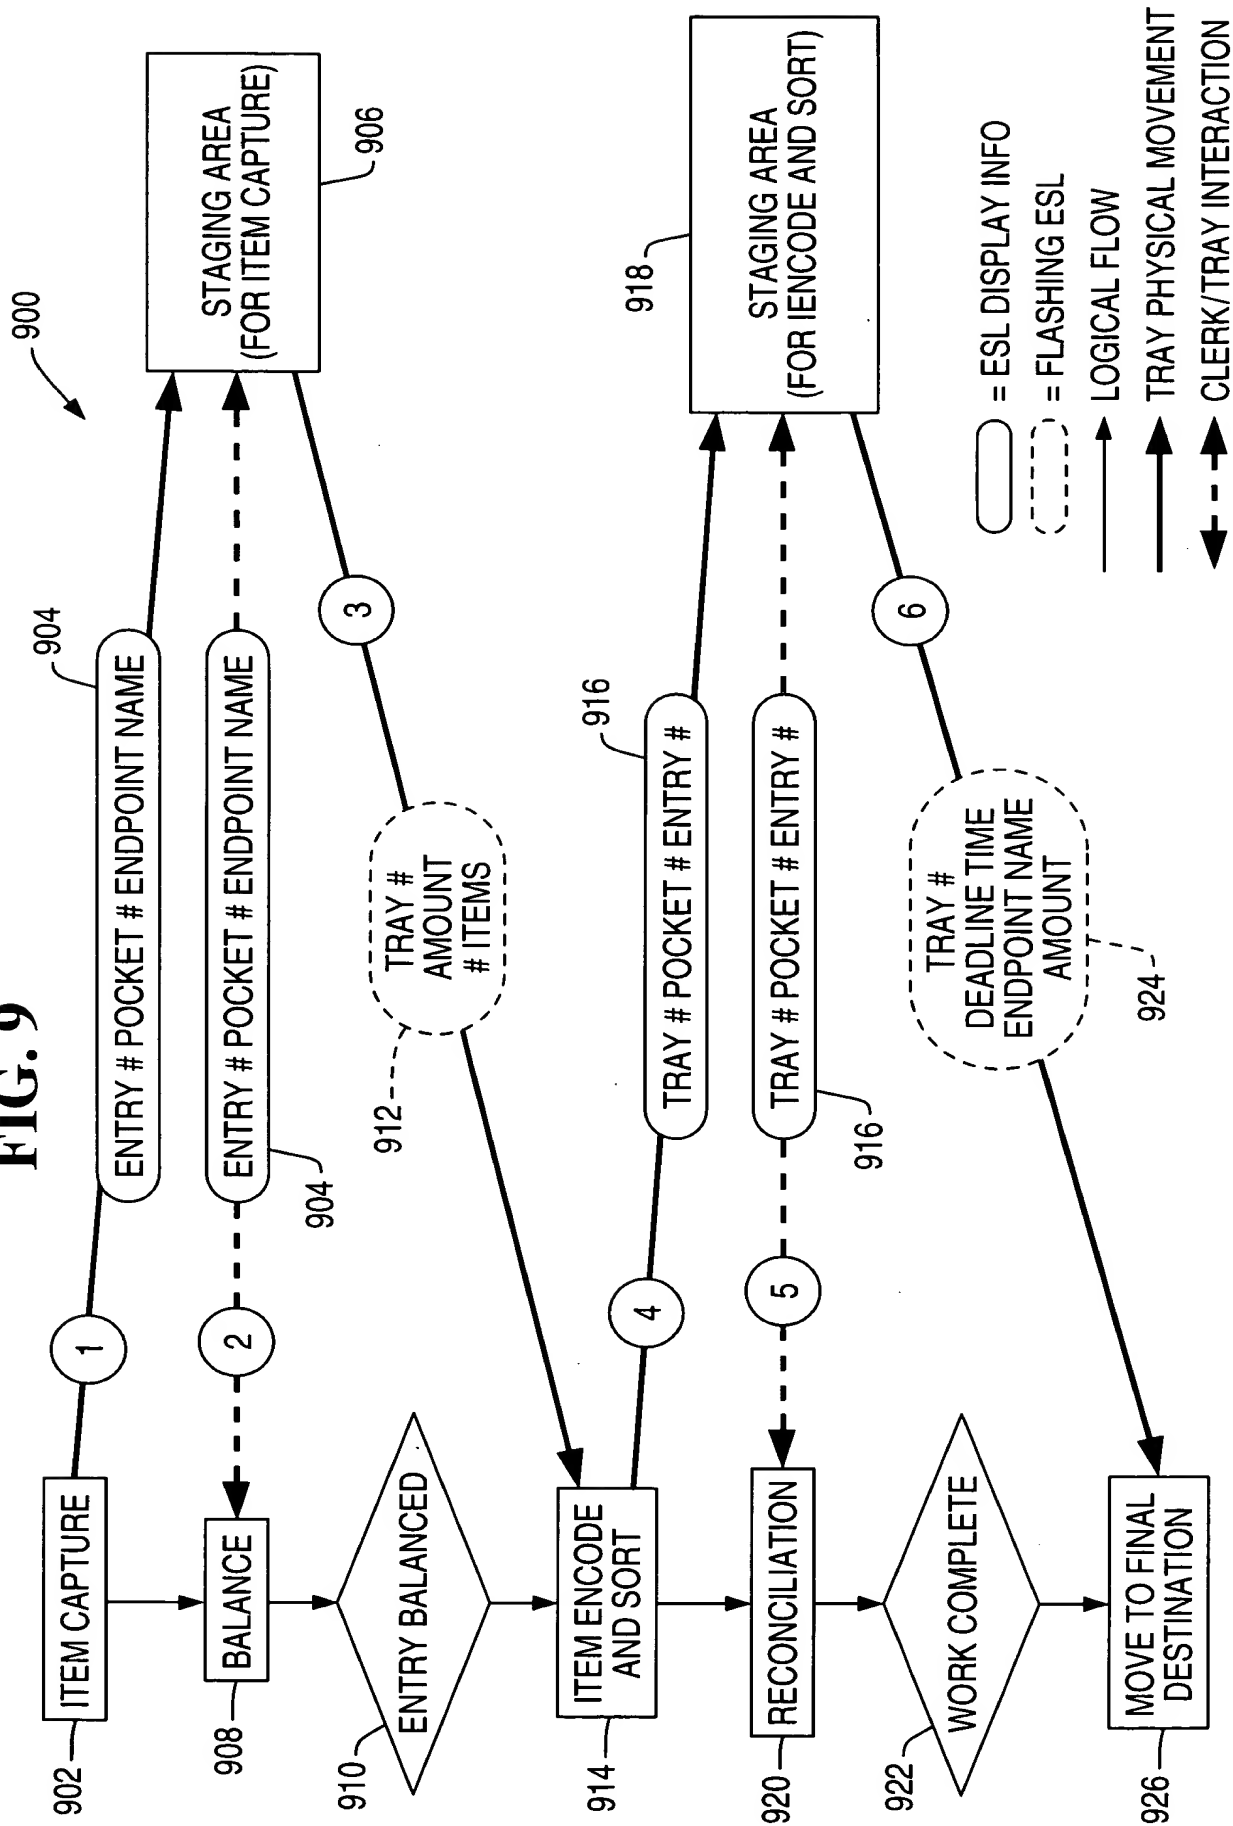 FIG. 9
900
902
ITEM CAPTURE
1
ENTRY # POCKET # ENDPOINT NAME
904
STAGING AREA
(FOR ITEM CAPTURE)
906
908
BALANCE
2
ENTRY # POCKET # ENDPOINT NAME
904
910
ENTRY BALANCED
912
TRAY #
AMOUNT
# ITEMS
3
914
ITEM ENCODE
AND SORT
4
TRAY # POCKET # ENTRY #
916
STAGING AREA
(FOR IENCODE AND SORT)
918
920
RECONCILIATION
5
TRAY # POCKET # ENTRY #
916
922
WORK COMPLETE
TRAY #
DEADLINE TIME
ENDPOINT NAME
AMOUNT
924
6
926
MOVE TO FINAL
DESTINATION
= ESL DISPLAY INFO
= FLASHING ESL
LOGICAL FLOW
TRAY PHYSICAL MOVEMENT
CLERK/TRAY INTERACTION